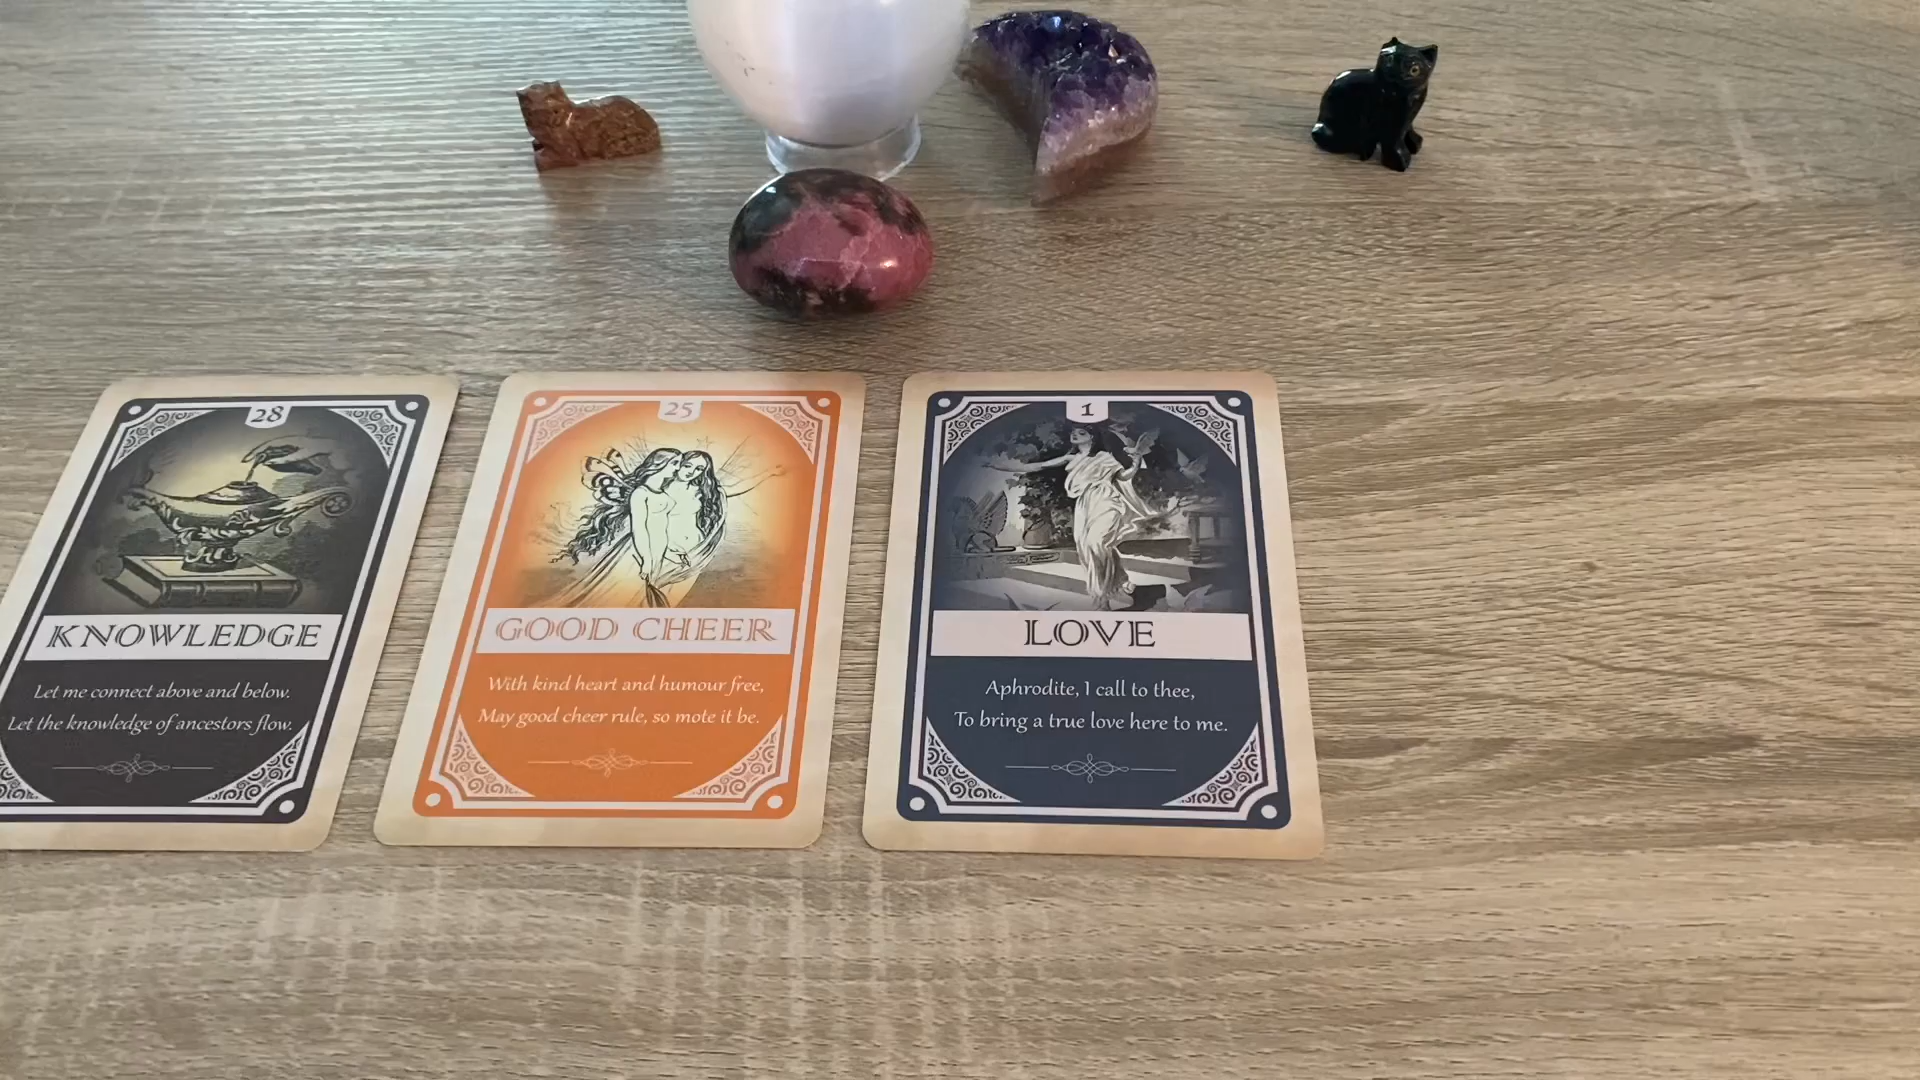 28
KNOWLEDGE
Let me connect above and below.
Let the knowledge of ancestors flow.
25
GOOD CHEER
With kind heart and humour free,
May good cheer rule, so mote it be.
1
LOVE
Aphrodite, I call to thee,
To bring a true love here to me.